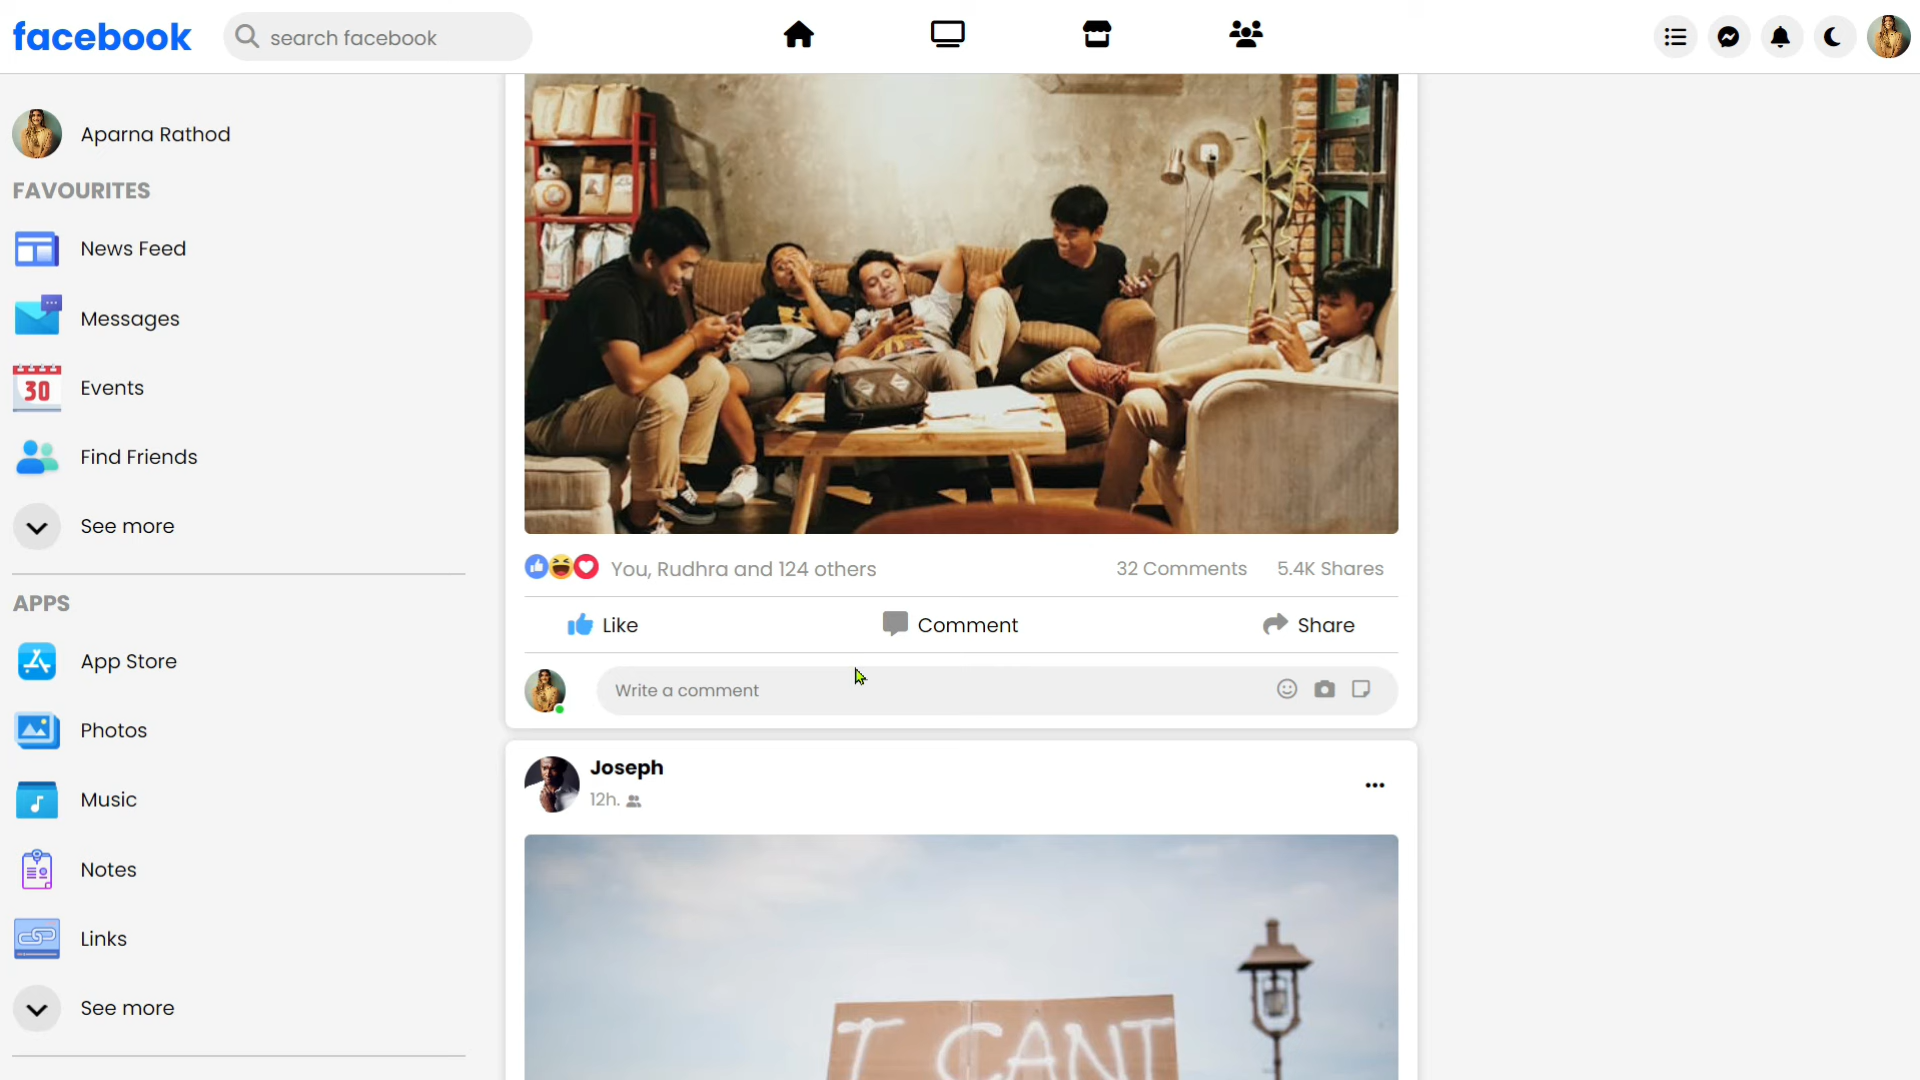 facebook
search facebook
Aparna Rathod
FAVOURITES
News Feed
Messages
30
Events
Find Friends
See more
APPS
App Store
Photos
Music
Notes
Links
See more
You, Rudhra and 124 others
32 Comments
5.4K Shares
Like
Comment
Share
Write a comment
Joseph
12h.
I CANT